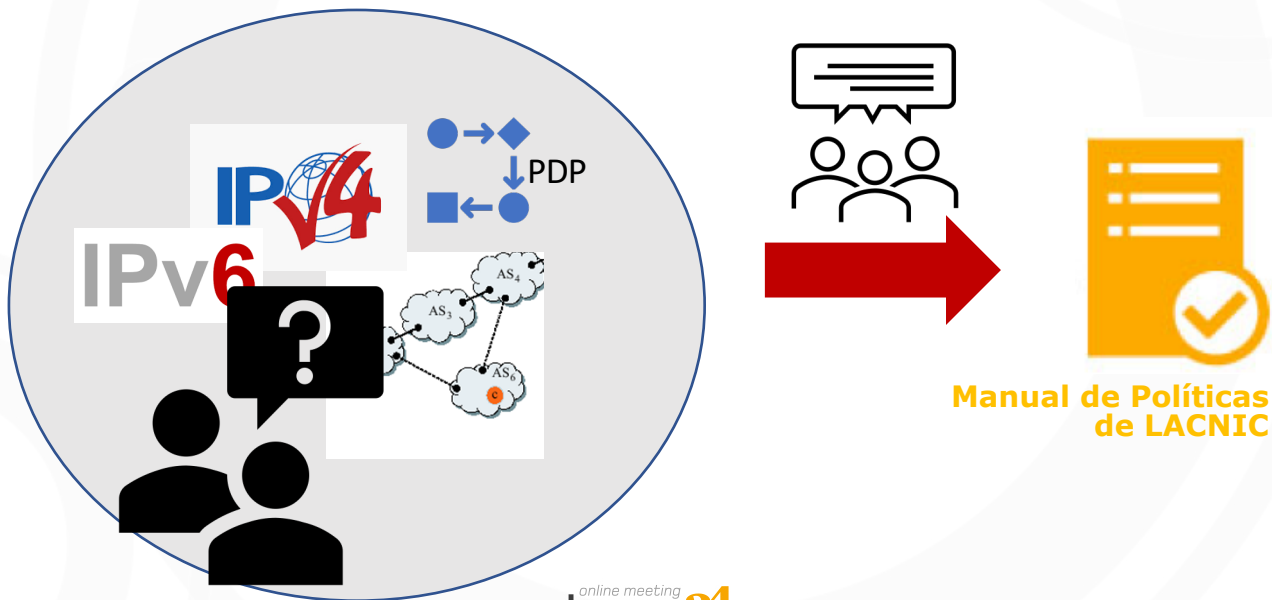 IPv4
PDP
IPv6
?
AS4
AS3
AS6
c
Manual de Políticas
de LACNIC
online meeting